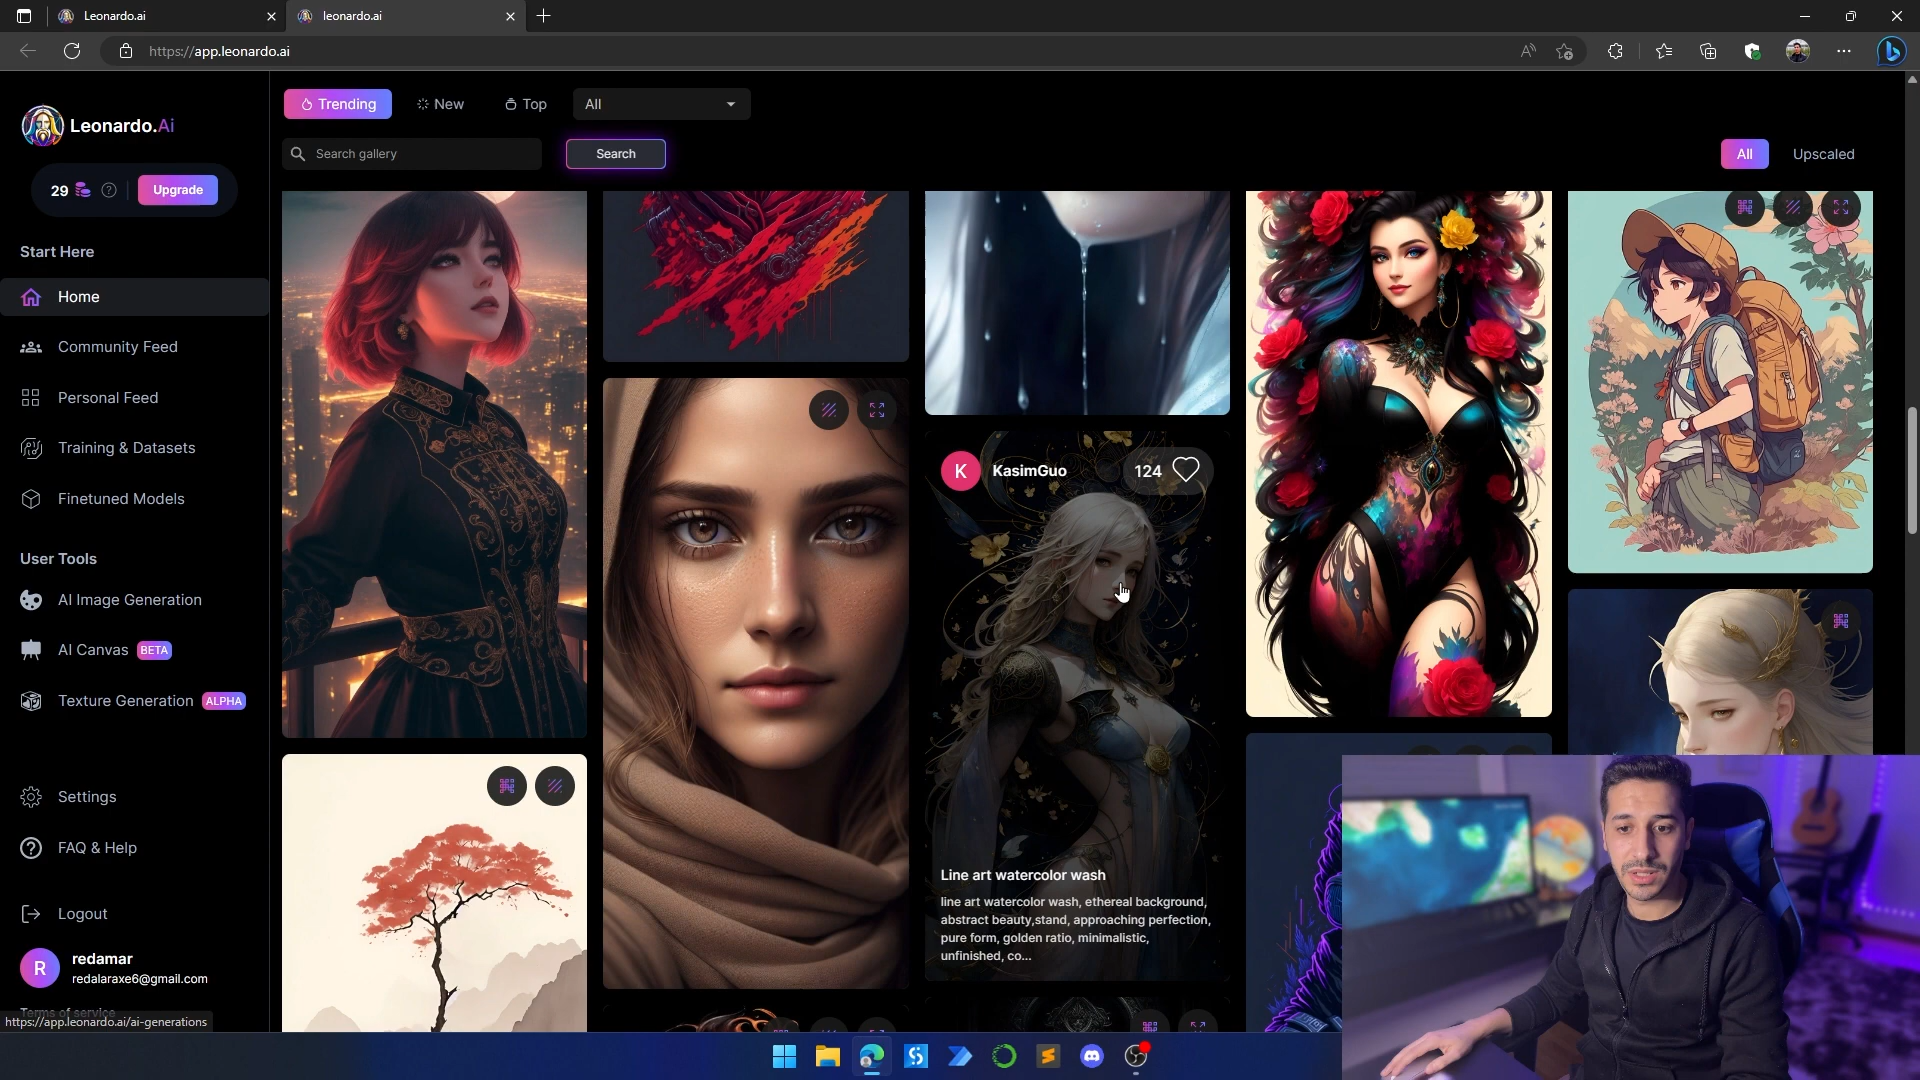 Leonardo.ai
leonardo.ai
https://app.leonardo.ai
Leonardo.Ai
29
Upgrade
Start Here
Home
Community Feed
Personal Feed
Training & Datasets
Finetuned Models
User Tools
AI Image Generation
AI Canvas BETA
Texture Generation ALPHA
Settings
FAQ & Help
Logout
R
redamar
redalaraxe6@gmail.com
Terms of service
https://app.leonardo.ai/ai-generations
Trending
New
Top
All
Search gallery
Search
All
Upscaled
K
KasimGuo
124
Line art watercolor wash
line art watercolor wash, ethereal background,
abstract beauty,stand, approaching perfection,
pure form, golden ratio, minimalistic,
unfinished, co...